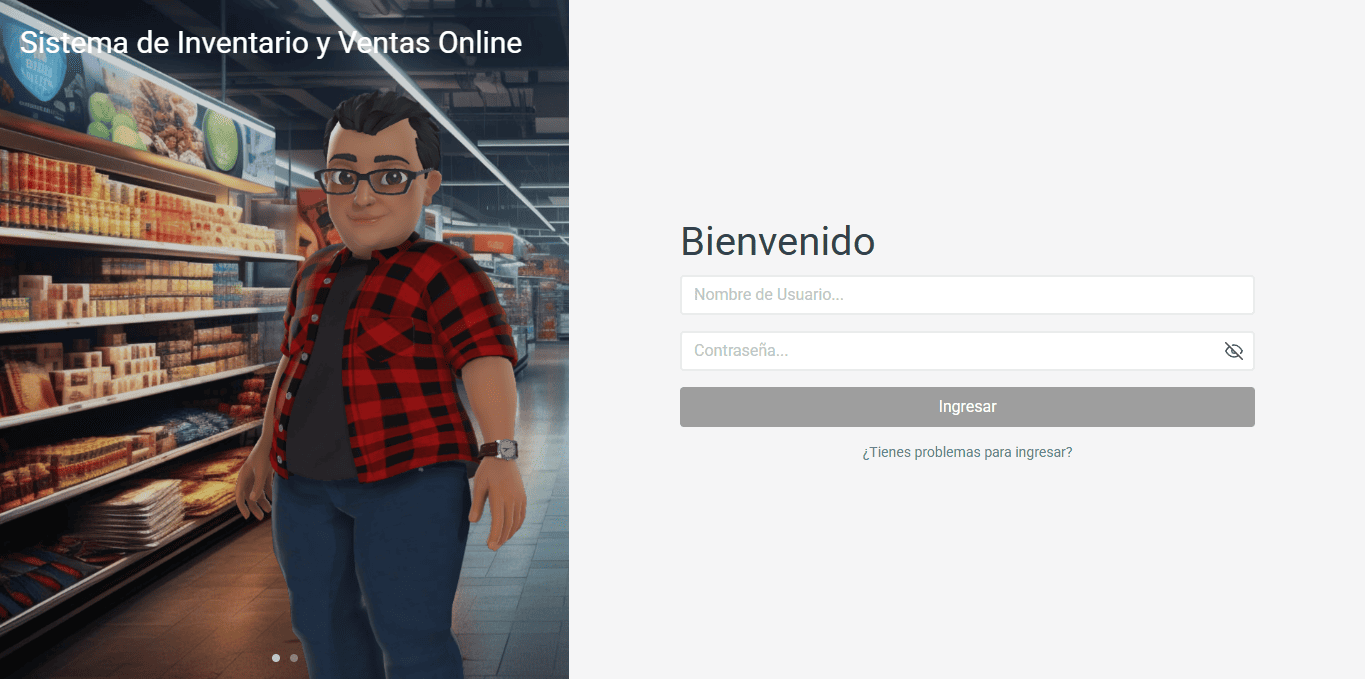 Sistema de Inventario y Ventas Online
Bienvenido
Nombre de Usuario...
Contraseña...
Ingresar
¿Tienes problemas para ingresar?